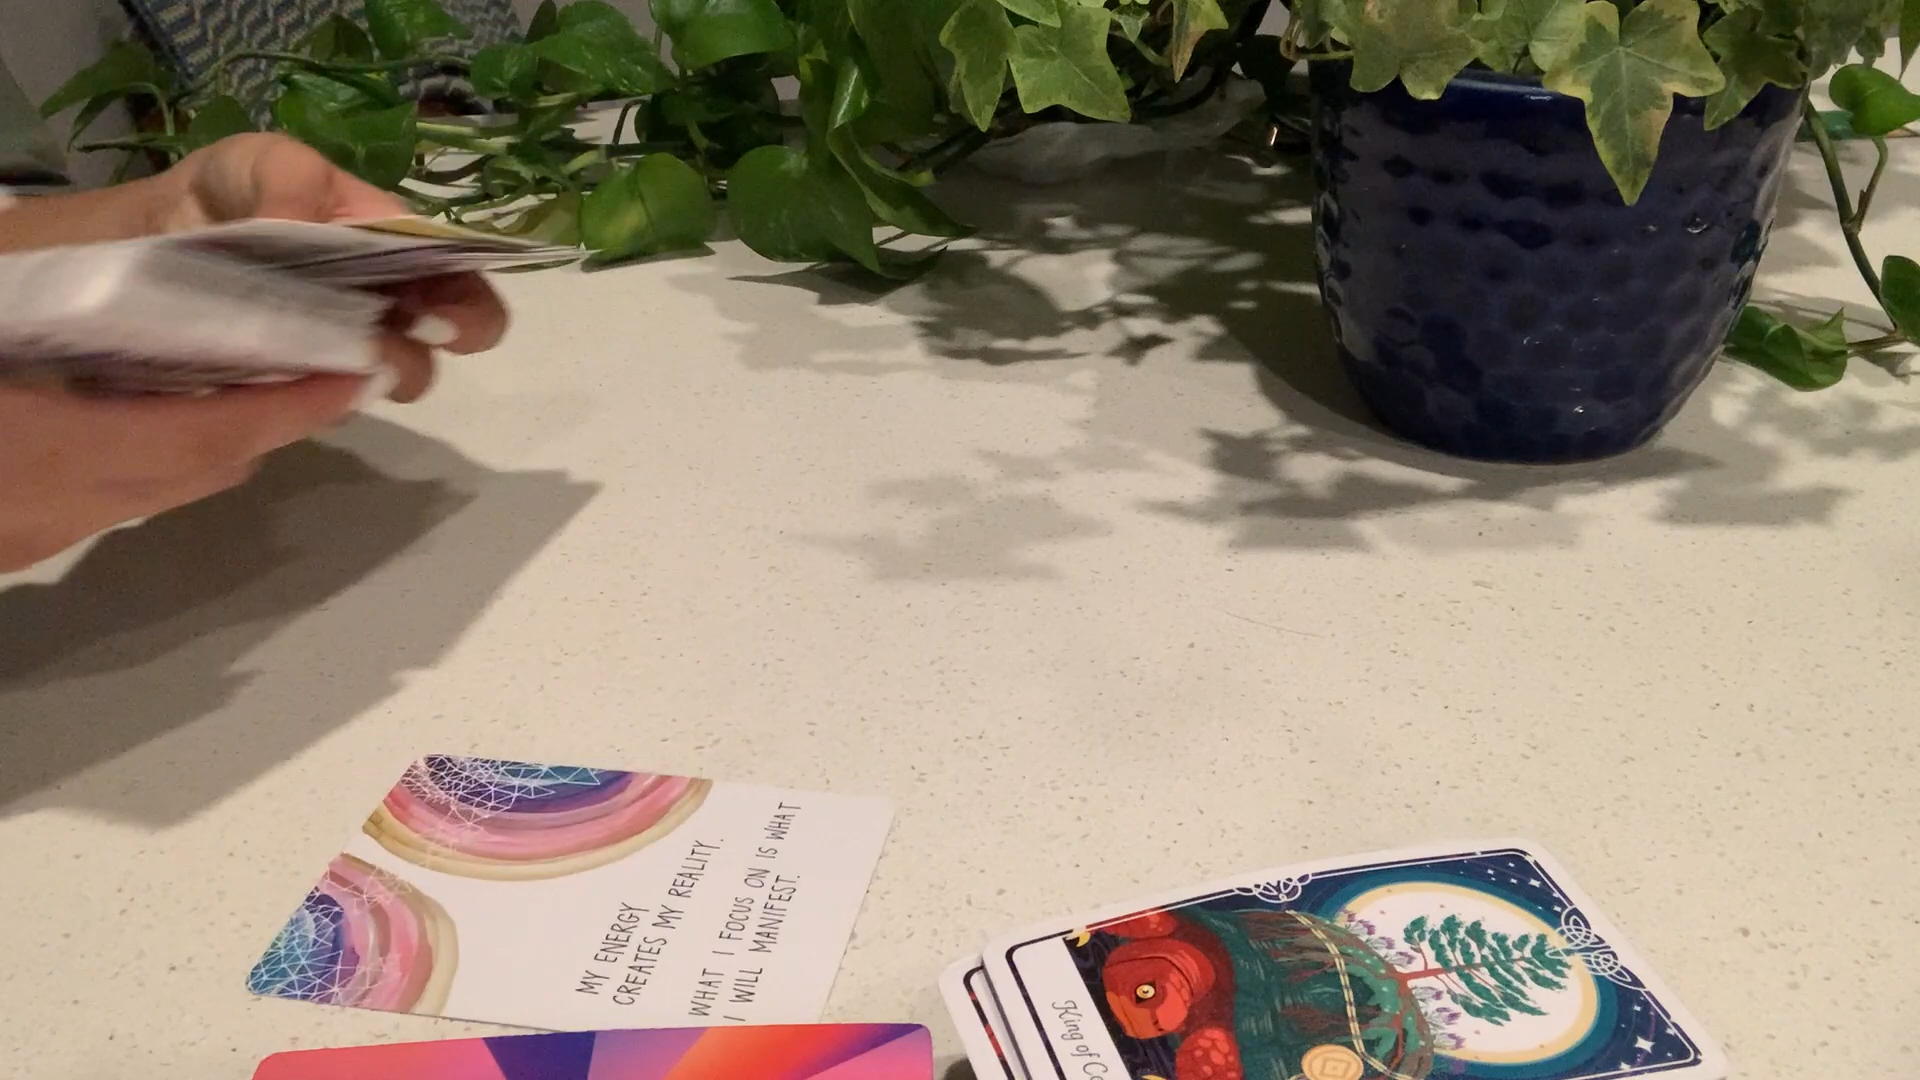 MY ENERGY
CREATES MY REALITY.
WHAT I FOCUS ON IS WHAT
I WILL MANIFEST.
King of